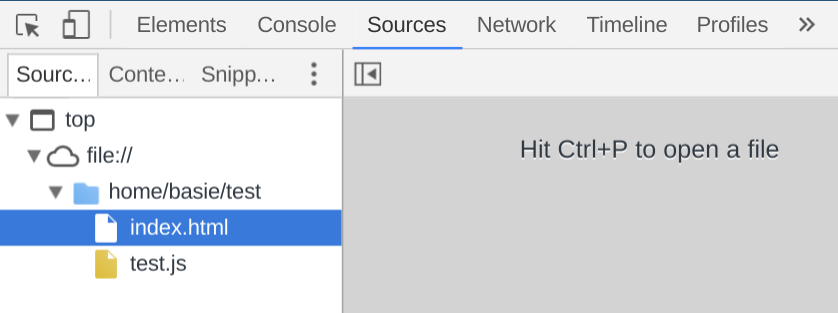 Elements Console Sources Network Timeline Profiles »
Sourc… Conte… Snipp…
top
Hit Ctrl+P to open a file
file://
home/basie/test
index.html
test.js